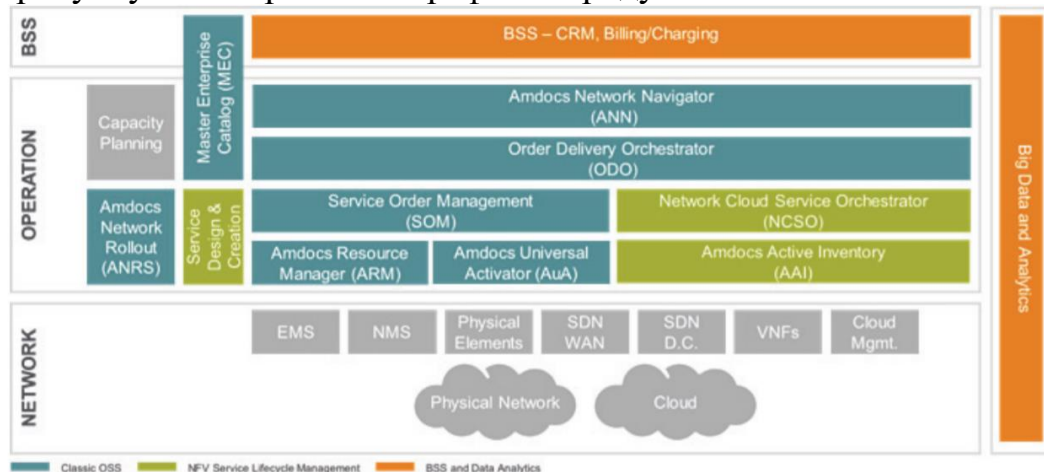 BSS
BSS – CRM, Billing/Charging
Master Enterprise
Catalog (MEC)
OPERATION
Capacity
Planning
Amdocs Network Navigator
(ANN)
Order Delivery Orchestrator
(ODO)
Amdocs
Network
Rollout
(ANRS)
Service
Design &
Creation
Service Order Management
(SOM)
Network Cloud Service Orchestrator
(NCSO)
Amdocs Resource
Manager (ARM)
Amdocs Universal
Activator (AuA)
Amdocs Active Inventory
(AAI)
Big Data and Analytics
NETWORK
EMS
NMS
Physical
Elements
SDN
WAN
SDN
D.C.
VNFs
Cloud
Mgmt.
Physical Network
Cloud
Classic OSS
NFV Service Lifecycle Management
BSS and Data Analytics